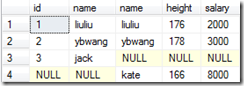 id name name height salary
1 1 liuliu liuliu 176 2000
2 2 ybwang ybwang 178 3000
3 3 jack NULL NULL NULL
4 NULL NULL kate 166 8000